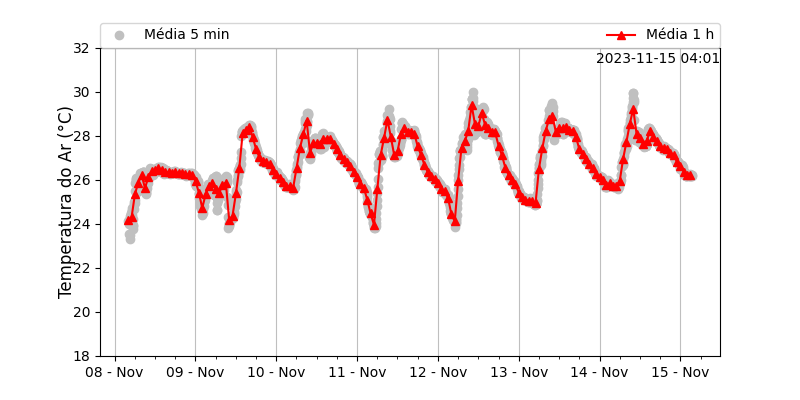 Média 5 min
Média 1 h
2023-11-15 04:01
Temperatura do Ar (°C)
32
30
28
26
24
22
20
18
08 - Nov
09 - Nov
10 - Nov
11 - Nov
12 - Nov
13 - Nov
14 - Nov
15 - Nov